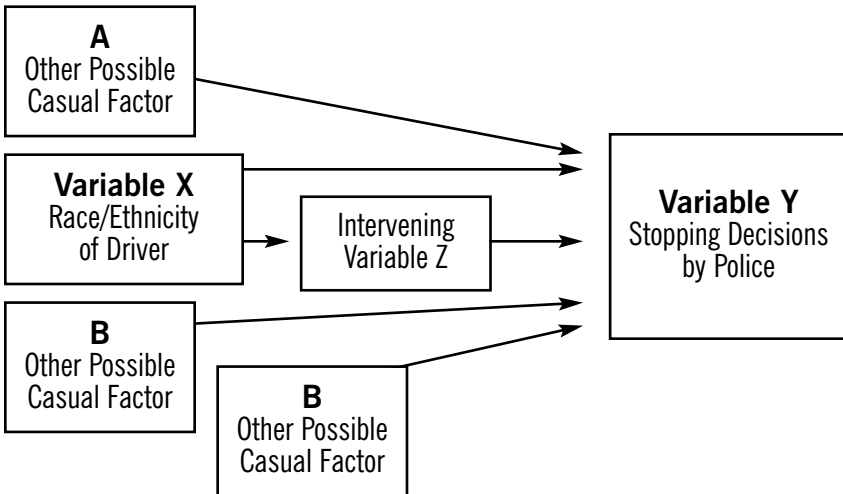 A
Other Possible
Casual Factor
Variable X
Race/Ethnicity
of Driver
Intervening
Variable Z
Variable Y
Stopping Decisions
by Police
B
Other Possible
Casual Factor
B
Other Possible
Casual Factor